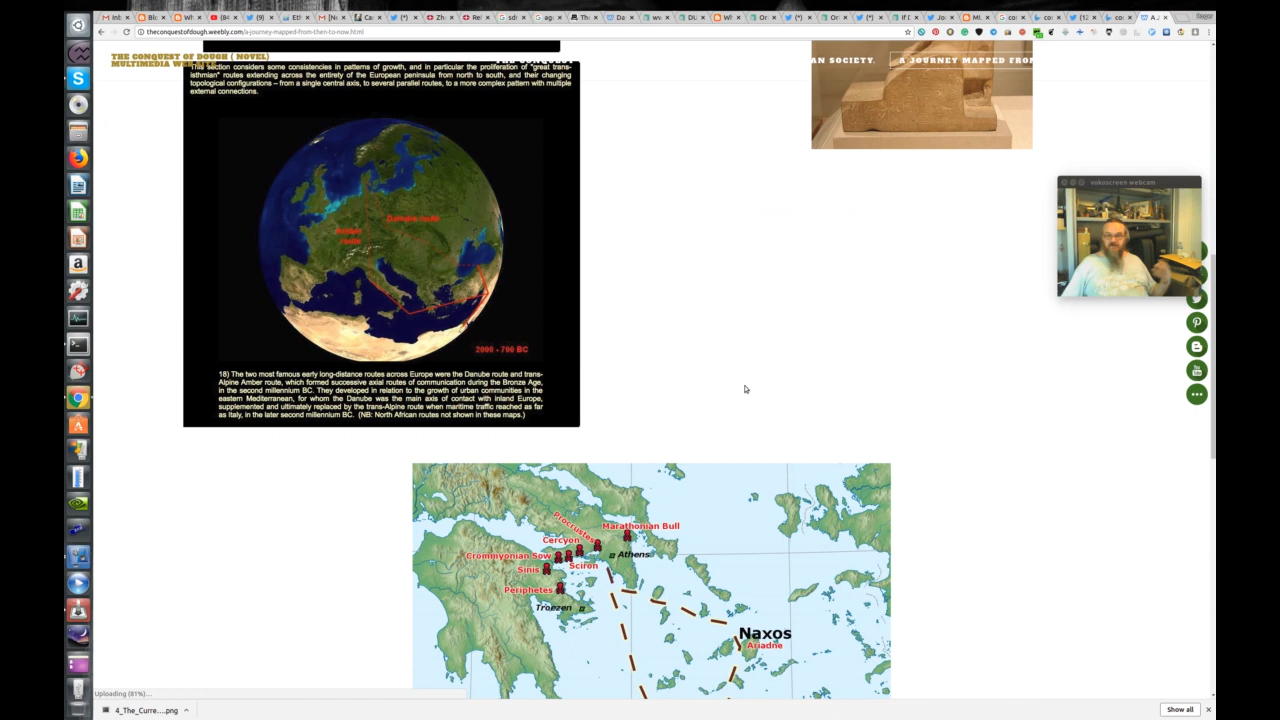 theconquestofdough.weebly.com/a-journey-mapped-from-then-to-now.html
THE CONQUEST OF DOUGH ( NOVEL)
THE CONQUEST
AN SOCIETY.
A JOURNEY MAPPED FROM
section considers some consistencies in patterns of growth, and in particular the proliferation of "great trans-
isthmian" routes extending across the entirety of the European peninsula from north to south, and their changing
topological configurations – from a single central axis, to several parallel routes, to a more complex pattern with multiple
external connections.
Danube route
route
2000 - 700 BC
18) The two most famous early long-distance routes across Europe were the Danube route and trans-
Alpine Amber route, which formed successive axial routes of communication during the Bronze Age,
in the second millennium BC. They developed in relation to the growth of urban communities in the
eastern Mediterranean, for whom the Danube was the main axis of contact with inland Europe,
supplemented and ultimately replaced by the trans-Alpine route when maritime traffic reached as far
as Italy, in the later second millennium BC. (NB: North African routes not shown in these maps.)
vokoscreen webcam
Procrustes
Marathonian Bull
Cercyon
Athens
Crommyonian Sow
Sciron
Sinis
Periphetes
Troezen
Naxos
Ariadne
Uploading (81%)...
4_The_Curre....png
Show all